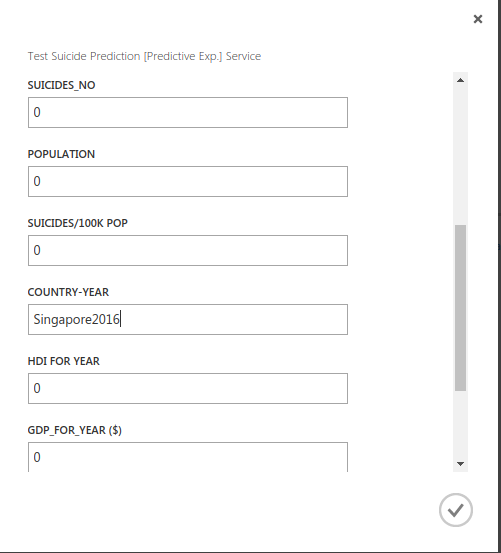 Test Suicide Prediction [Predictive Exp.] Service
SUICIDES_NO
0
POPULATION
0
SUICIDES/100K POP
0
COUNTRY-YEAR
Singapore2016
HDI FOR YEAR
0
GDP_FOR_YEAR ($)
0